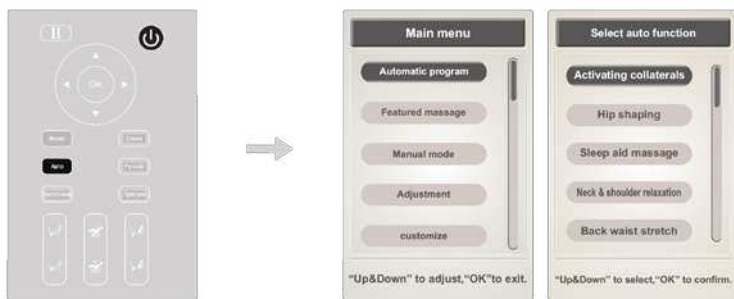 OK
Auto
Main menu
Automatic program
Featured massage
Manual mode
Adjustment
customize
"Up&Down" to adjust,"OK"to exit.
Select auto function
Activating collaterals
Hip shaping
Sleep aid massage
Neck & shoulder relaxation
Back waist stretch
"Up&Down" to select,"OK" to confirm.